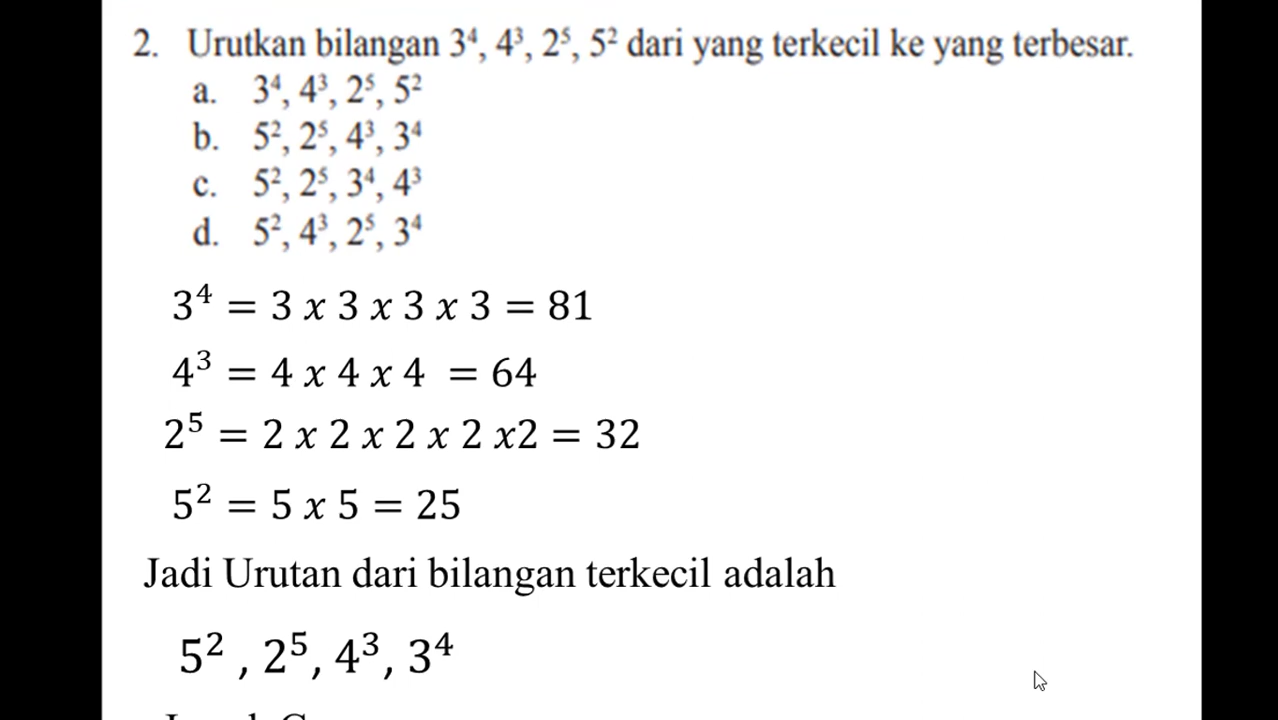 2. Urutkan bilangan 3⁴, 4³, 2⁵, 5² dari yang terkecil ke yang terbesar.
a. 3⁴, 4³, 2⁵, 5²
b. 5², 2⁵, 4³, 3⁴
c. 5², 2⁵, 3⁴, 4³
d. 5², 4³, 2⁵, 3⁴
3⁴ = 3 x 3 x 3 x 3 = 81
4³ = 4 x 4 x 4 = 64
2⁵ = 2 x 2 x 2 x 2 x2 = 32
5² = 5 x 5 = 25
Jadi Urutan dari bilangan terkecil adalah
5² , 2⁵, 4³, 3⁴